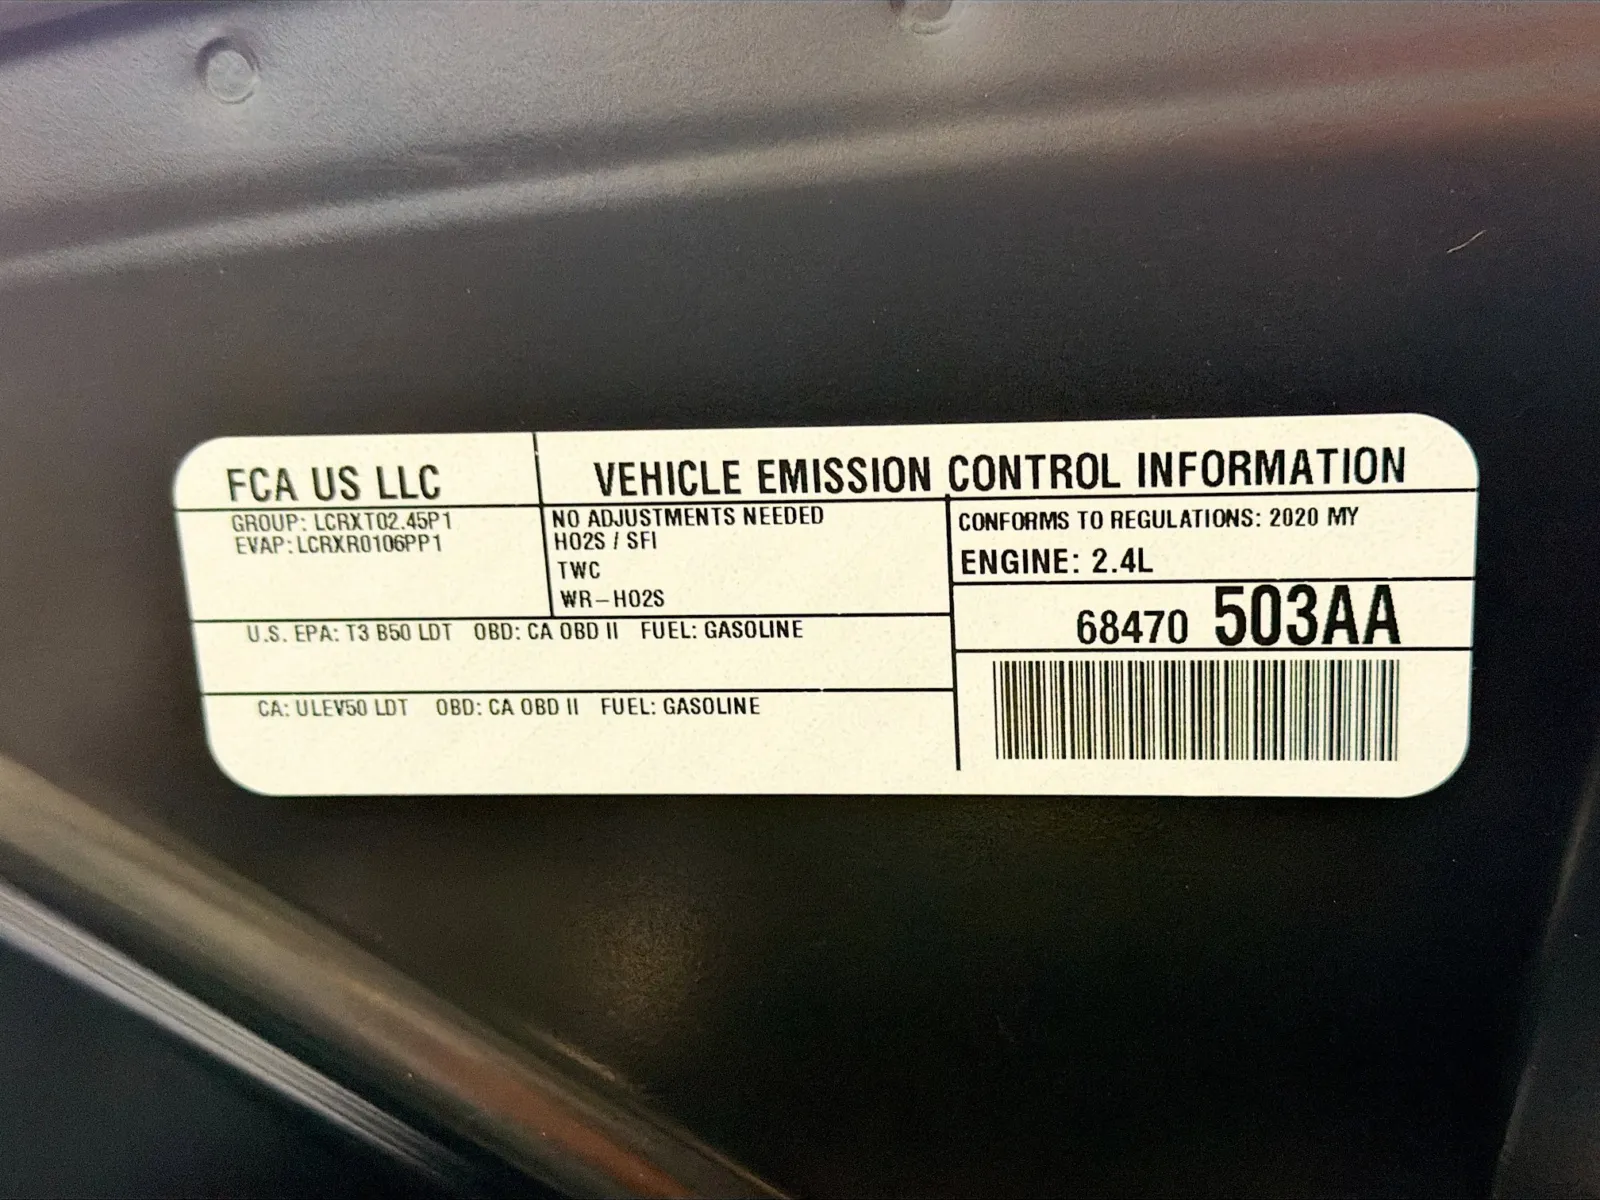 FCA US LLC
VEHICLE EMISSION CONTROL INFORMATION
GROUP: LCRXT02.45P1
EVAP: LCRXR0106PP1
NO ADJUSTMENTS NEEDED
HO2S / SFI
TWC
WR-HO2S
CONFORMS TO REGULATIONS: 2020 MY
ENGINE: 2.4L
68470 503AA
U.S. EPA: T3 B50 LDT OBD: CA OBD II FUEL: GASOLINE
CA: ULEV50 LDT OBD: CA OBD II FUEL: GASOLINE